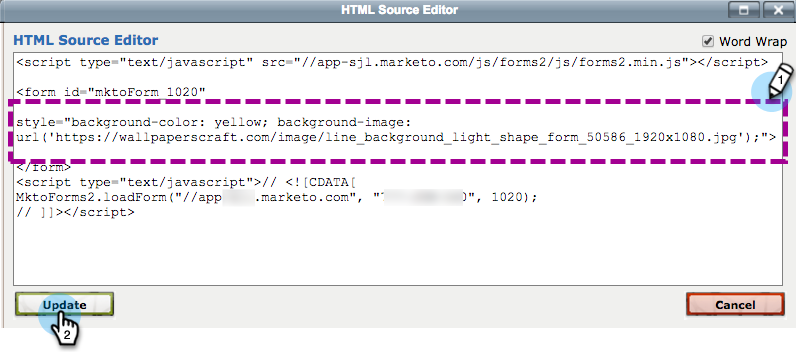 HTML Source Editor
HTML Source Editor
Word Wrap
<script type="text/javascript" src="//app-sjl.marketo.com/js/forms2/js/forms2.min.js"></script>
1
<form id="mktoForm_1020"
style="background-color: yellow; background-image:
url('https://wallpaperscraft.com/image/line_background_light_shape_form_50586_1920x1080.jpg');">
</form>
<script type="text/javascript">// <![CDATA[
MktoForms2.loadForm("//app .marketo.com", " ", 1020);
// ]]></script>
Update
Cancel
2